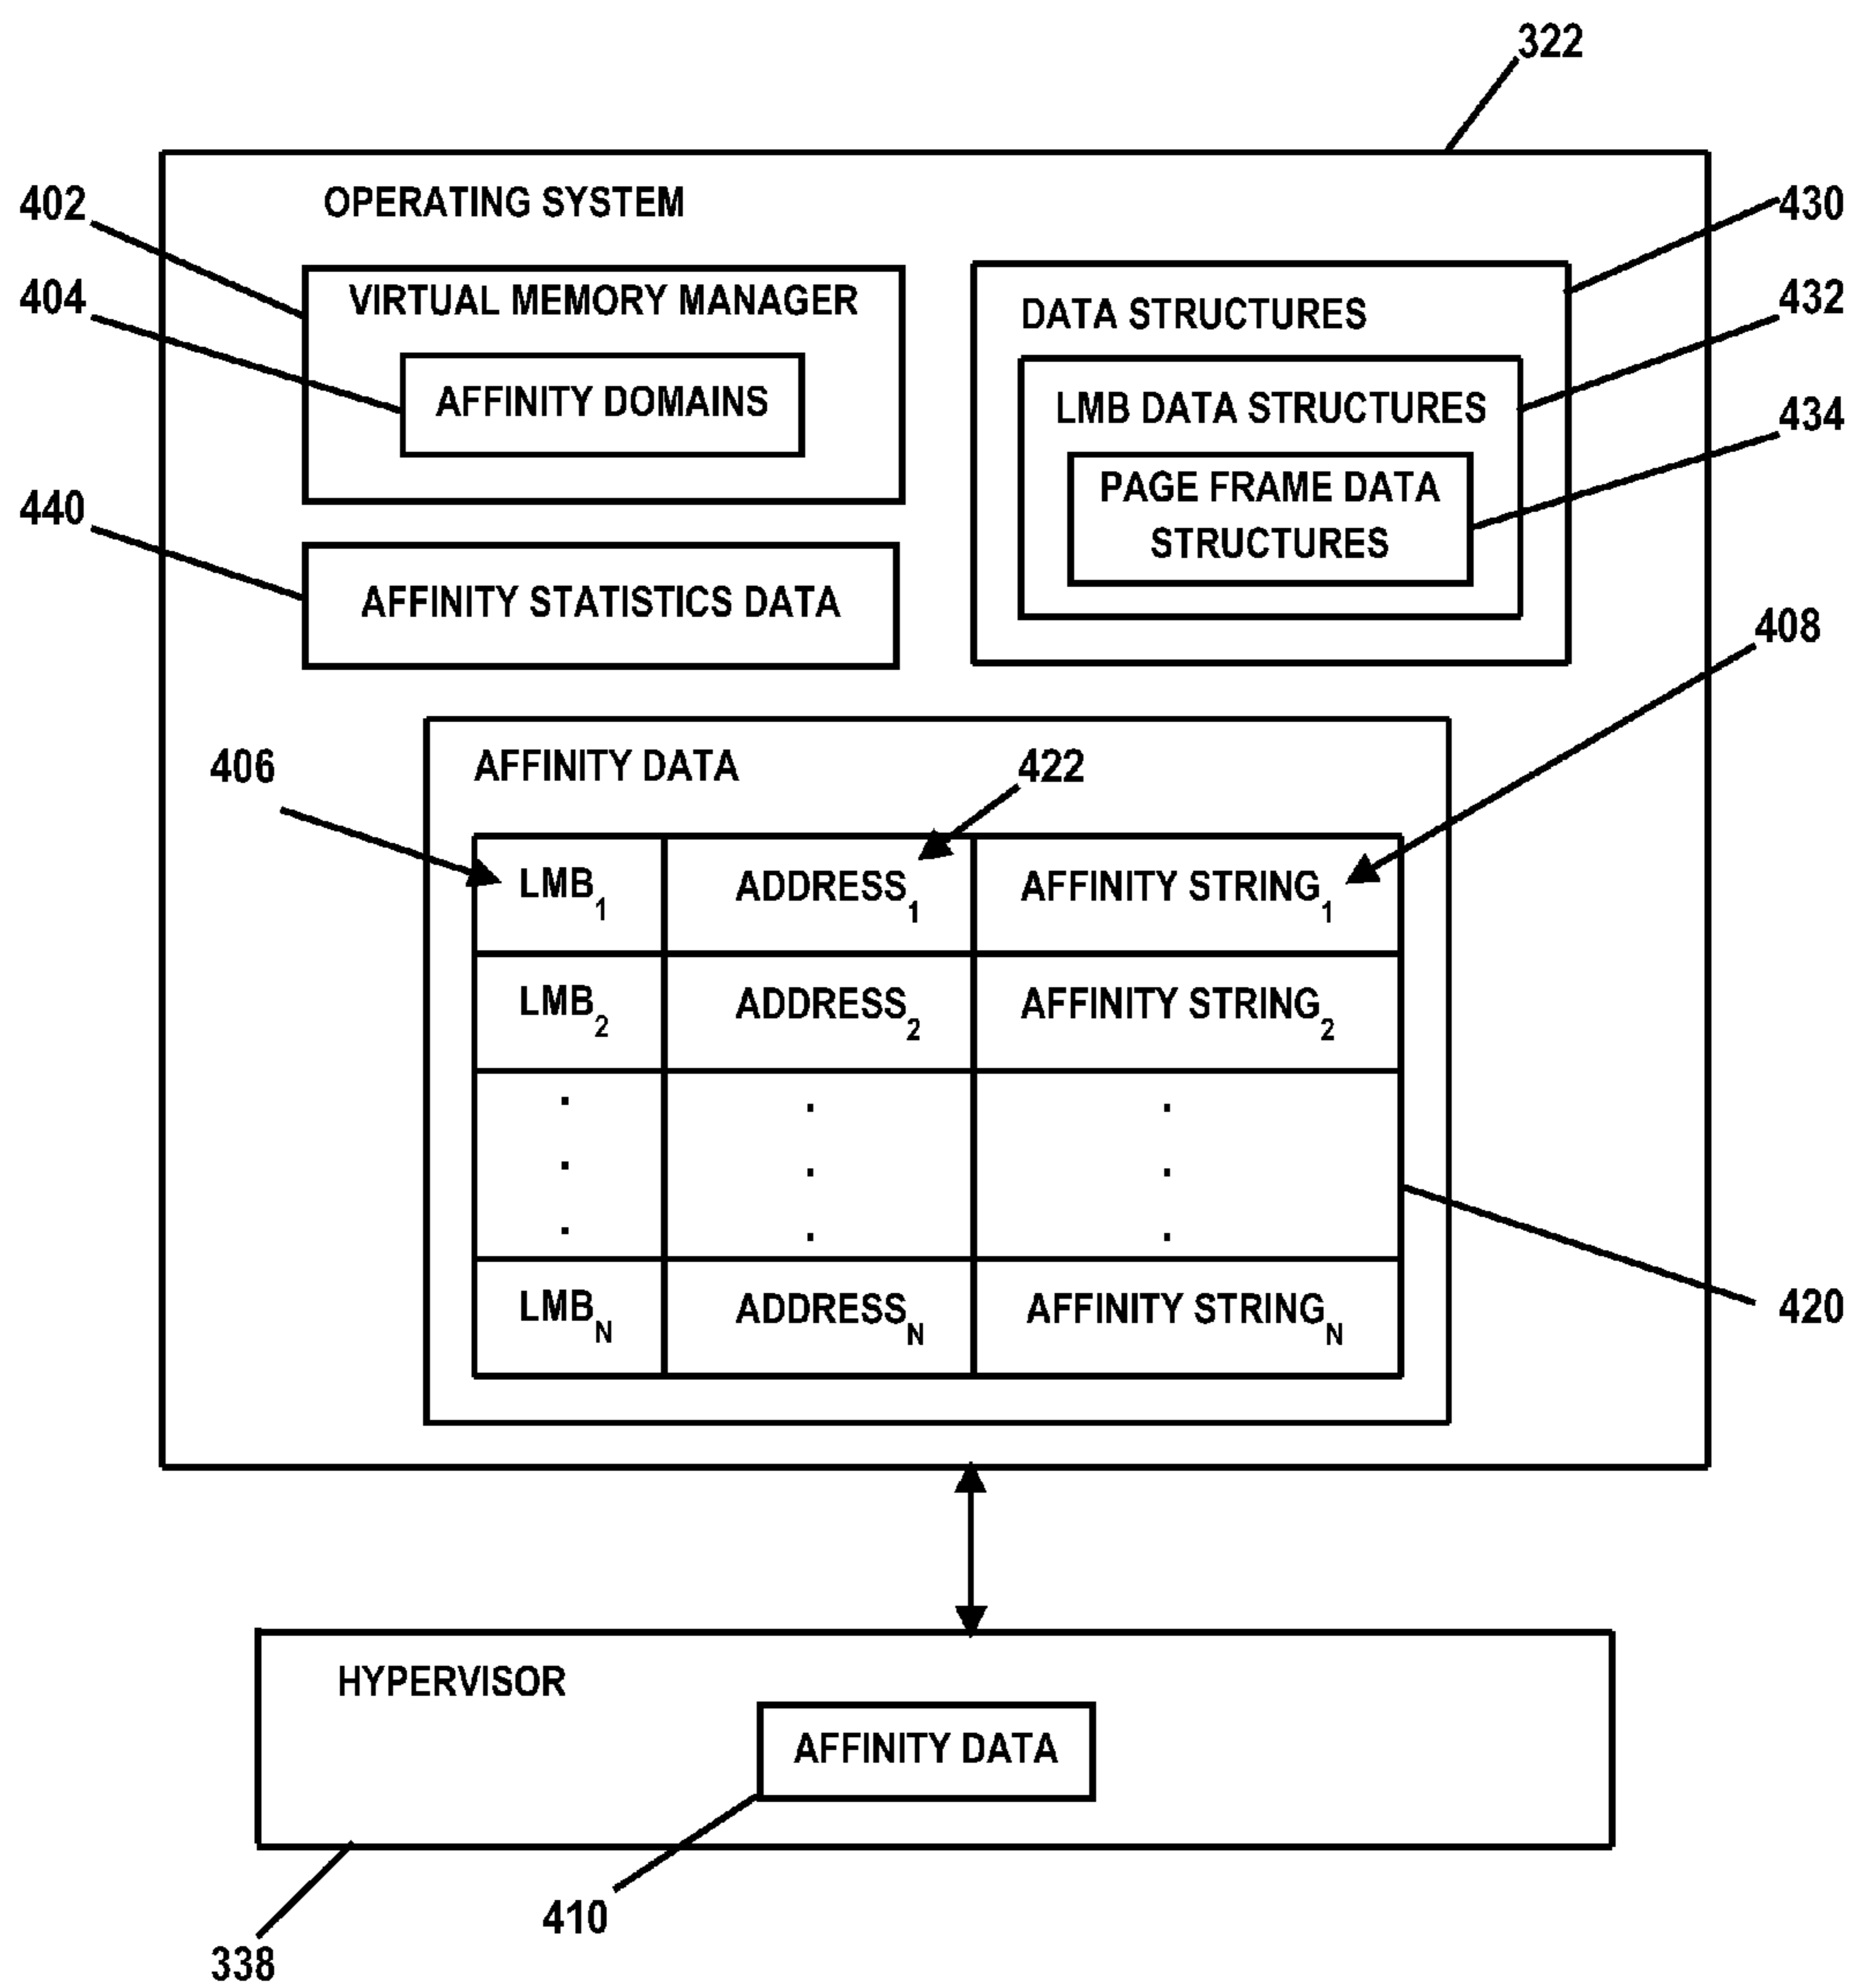 322
OPERATING SYSTEM
402
430
404
VIRTUAL MEMORY MANAGER
AFFINITY DOMAINS
DATA STRUCTURES
432
LMB DATA STRUCTURES
434
PAGE FRAME DATA
STRUCTURES
440
AFFINITY STATISTICS DATA
408
406
AFFINITY DATA
422
LMB1 ADDRESS1 AFFINITY STRING1
LMB2 ADDRESS2 AFFINITY STRING2
. . .
. . .
. . .
LMBN ADDRESSN AFFINITY STRINGN
420
HYPERVISOR
AFFINITY DATA
410
338